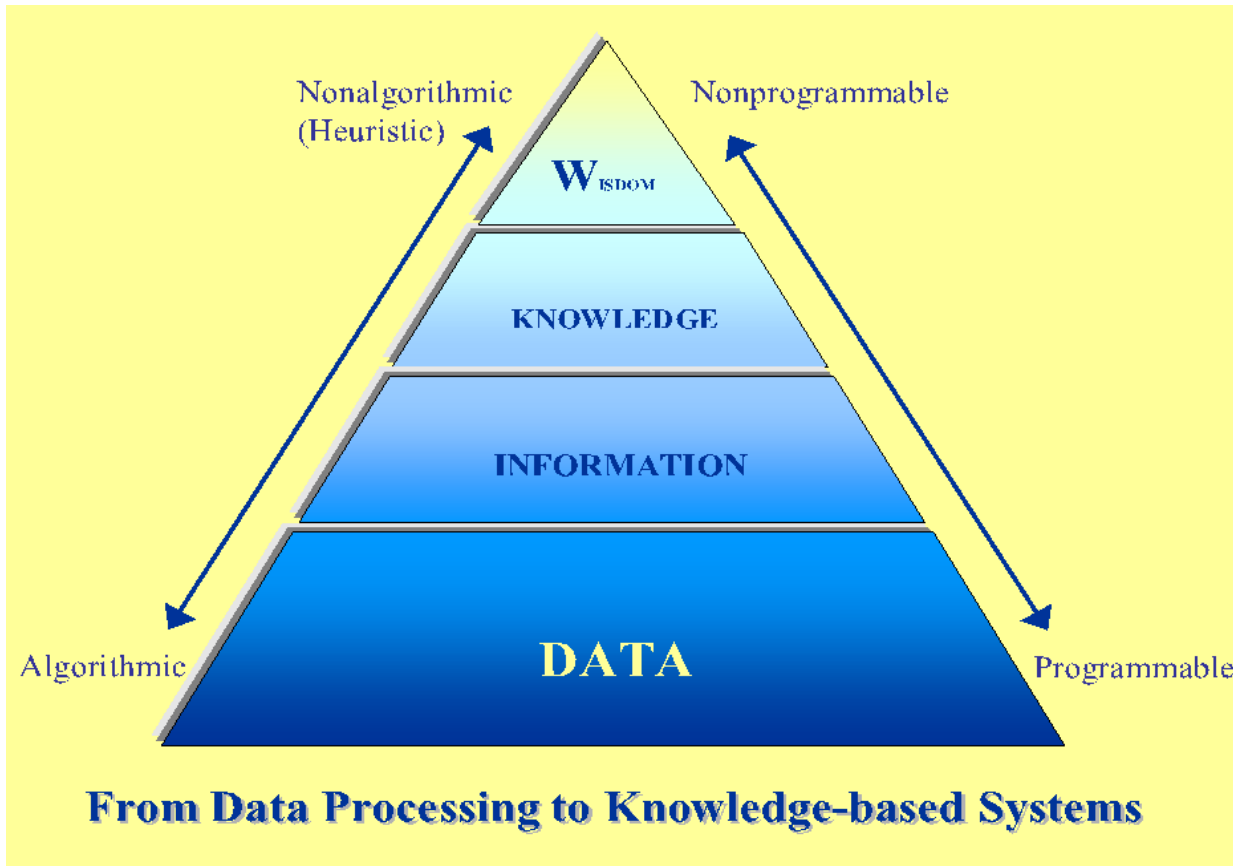 Nonalgorithmic
(Heuristic)
Nonprogrammable
WISDOM
KNOWLEDGE
INFORMATION
DATA
Algorithmic
Programmable
From Data Processing to Knowledge-based Systems